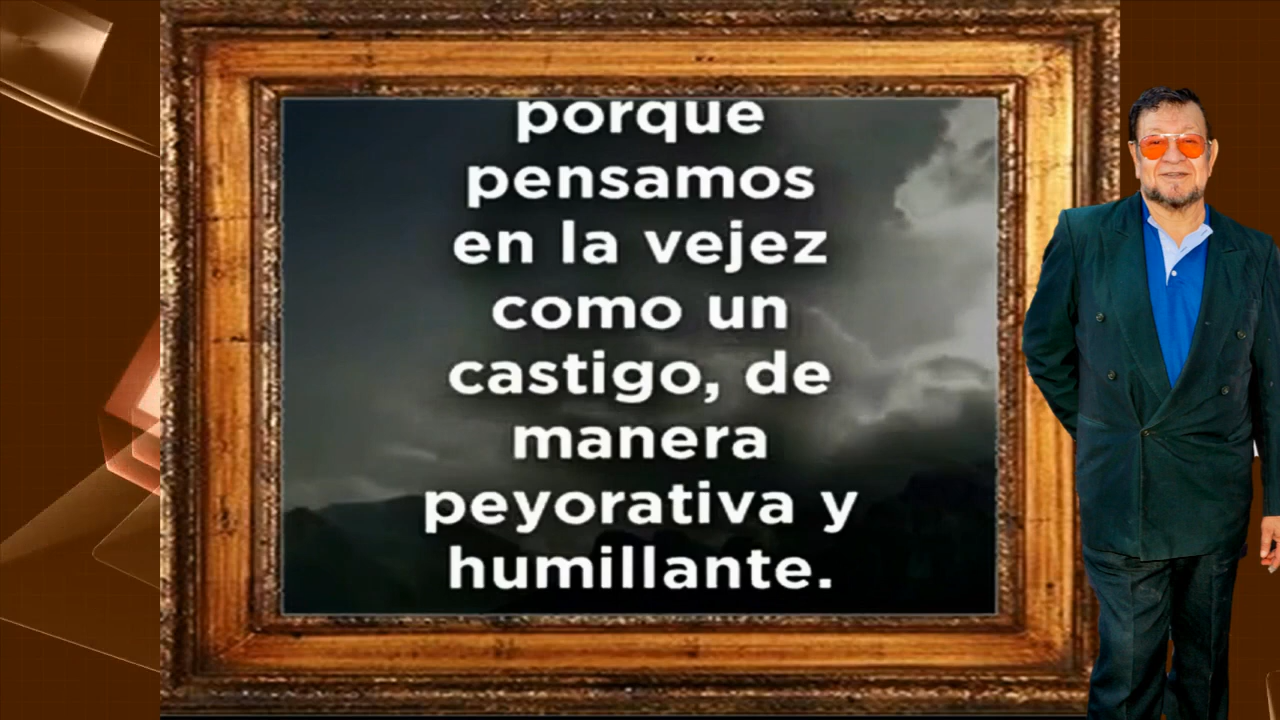 porque
pensamos
en la vejez
como un
castigo, de
manera
peyorativa y
humillante.